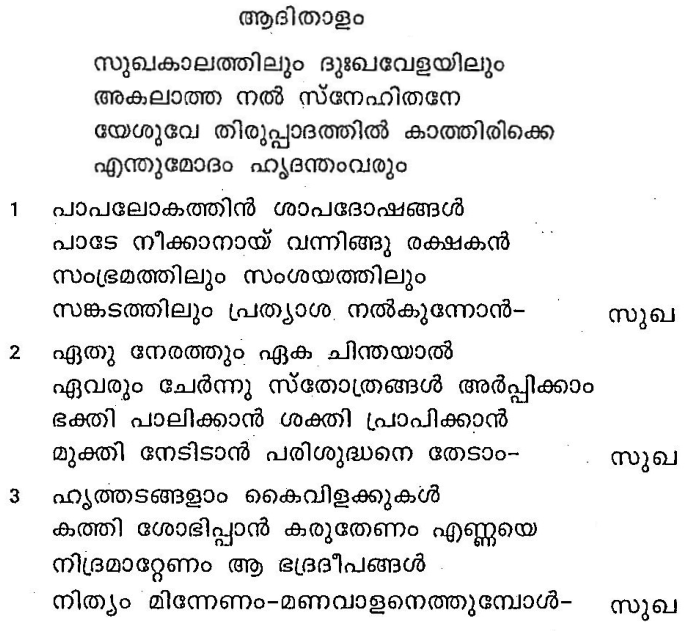 ആദിതാളം
സുഖകാലത്തിലും ദുഃഖവേളയിലും
അകലാത്ത നൽ സ്നേഹിതനേ
യേശുവേ തിരുപ്പാദത്തിൽ കാത്തിരിക്കെ
എന്തുമോദം ഹൃദന്തംവരും
1 പാപലോകത്തിൻ ശാപദോഷങ്ങൾ
പാടേ നീക്കാനായ് വന്നിങ്ങു രക്ഷകൻ
സംഭ്രമത്തിലും സംശയത്തിലും
സങ്കടത്തിലും പ്രത്യാശ നൽകുന്നോൻ- സുഖ
2 ഏതു നേരത്തും ഏക ചിന്തയാൽ
ഏവരും ചേർന്നു സ്തോത്രങ്ങൾ അർപ്പിക്കാം
ഭക്തി പാലിക്കാൻ ശക്തി പ്രാപിക്കാൻ
മുക്തി നേടിടാൻ പരിശുദ്ധനെ തേടാം- സുഖ
3 ഹൃത്തടങ്ങളാം കൈവിളക്കുകൾ
കത്തി ശോഭിപ്പാൻ കരുതേണം എണ്ണയെ
നിദ്രമാറ്റേണം ആ ഭദ്രദീപങ്ങൾ
നിത്യം മിന്നേണം-മണവാളനെത്തുമ്പോൾ- സുഖ